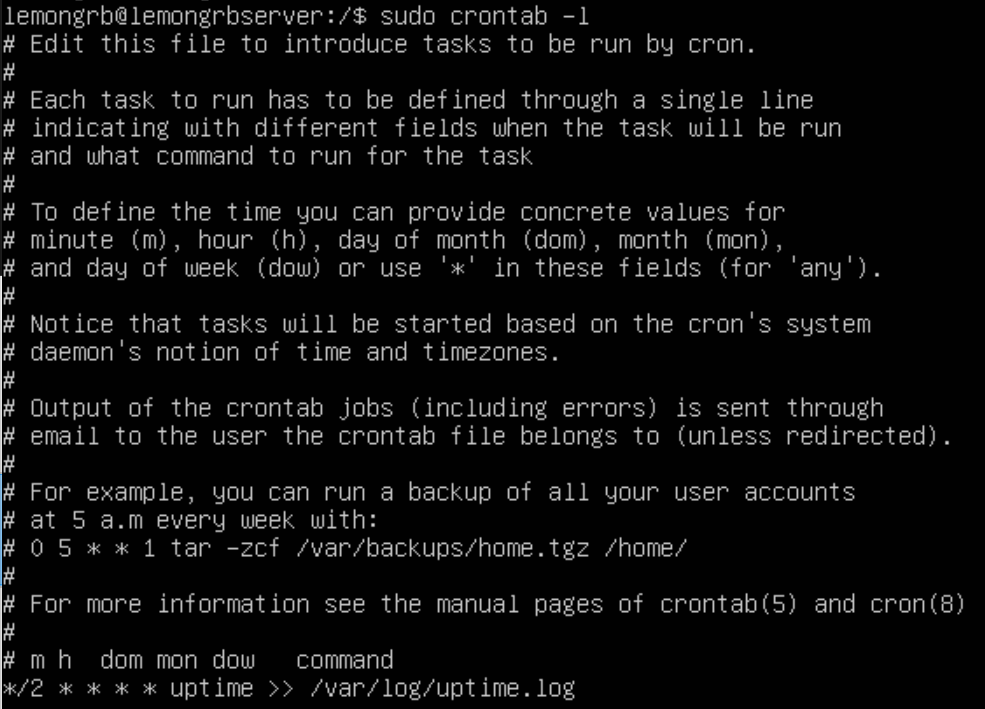 lemongrb@lemongrbserver:/$ sudo crontab -l
# Edit this file to introduce tasks to be run by cron.
#
# Each task to run has to be defined through a single line
# indicating with different fields when the task will be run
# and what command to run for the task
#
# To define the time you can provide concrete values for
# minute (m), hour (h), day of month (dom), month (mon),
# and day of week (dow) or use '*' in these fields (for 'any').
#
# Notice that tasks will be started based on the cron's system
# daemon's notion of time and timezones.
#
# Output of the crontab jobs (including errors) is sent through
# email to the user the crontab file belongs to (unless redirected).
#
# For example, you can run a backup of all your user accounts
# at 5 a.m every week with:
# 0 5 * * 1 tar -zcf /var/backups/home.tgz /home/
#
# For more information see the manual pages of crontab(5) and cron(8)
#
# m h  dom mon dow   command
*/2 * * * * uptime >> /var/log/uptime.log